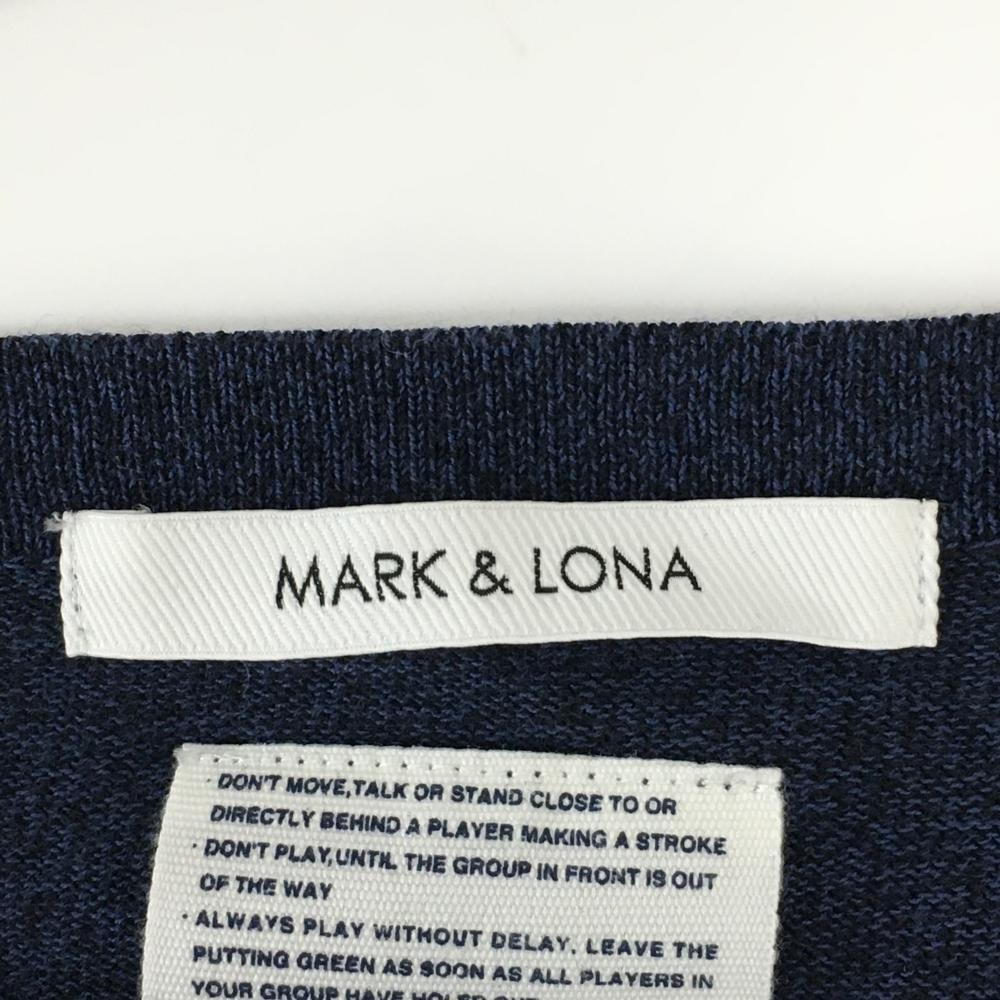 MARK & LONA
· DON'T MOVE,TALK OR STAND CLOSE TO OR
DIRECTLY BEHIND A PLAYER MAKING A STROKE
· DON'T PLAY,UNTIL THE GROUP IN FRONT IS OUT
OF THE WAY
· ALWAYS PLAY WITHOUT DELAY. LEAVE THE
PUTTING GREEN AS SOON AS ALL PLAYERS IN
YOUR GROUP HAVE HOLED OUT